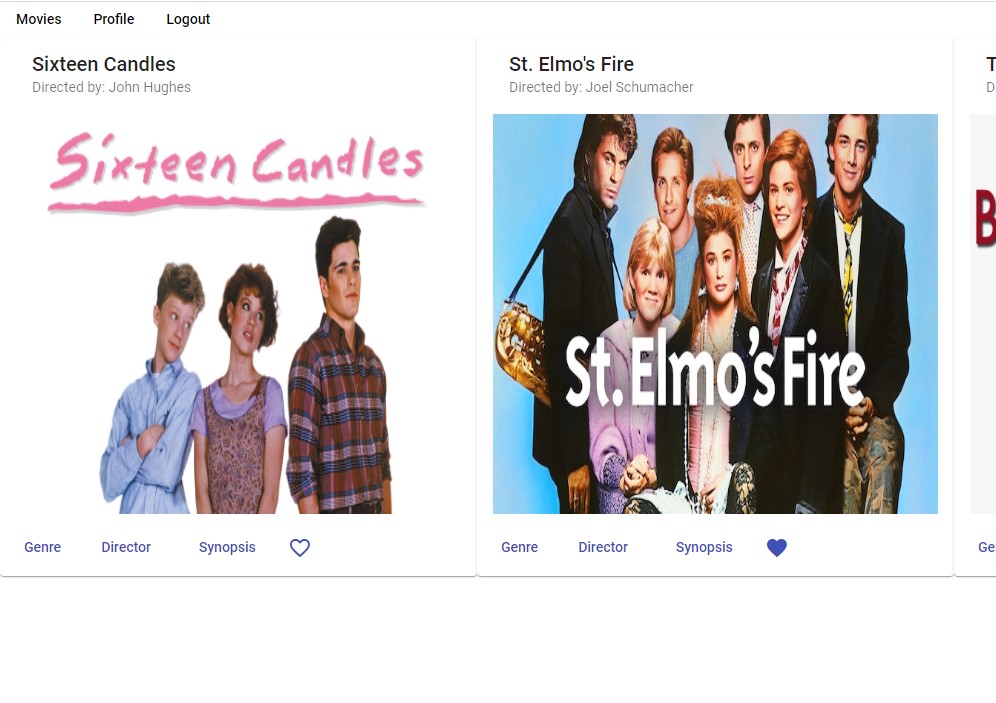 Movies Profile Logout
Sixteen Candles
Directed by: John Hughes
Sixteen Candles
Genre Director Synopsis
St. Elmo's Fire
Directed by: Joel Schumacher
St. Elmo's Fire
Genre Director Synopsis
T
D
B
Ge